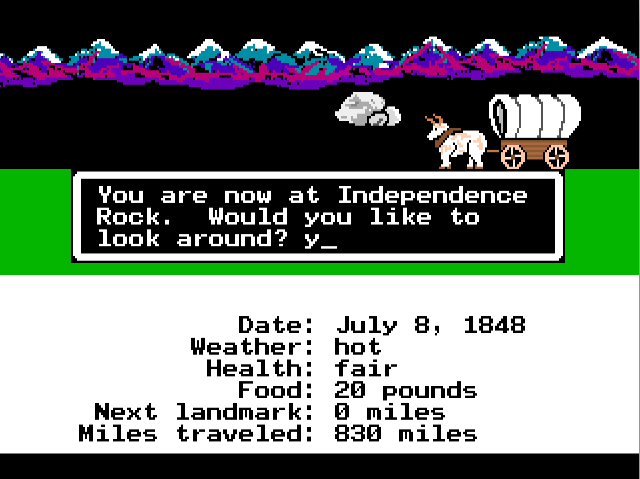 You are now at Independence
Rock.  Would you like to
look around? y_
Date: July 8, 1848
Weather: hot
Health: fair
Food: 20 pounds
Next landmark: 0 miles
Miles traveled: 830 miles